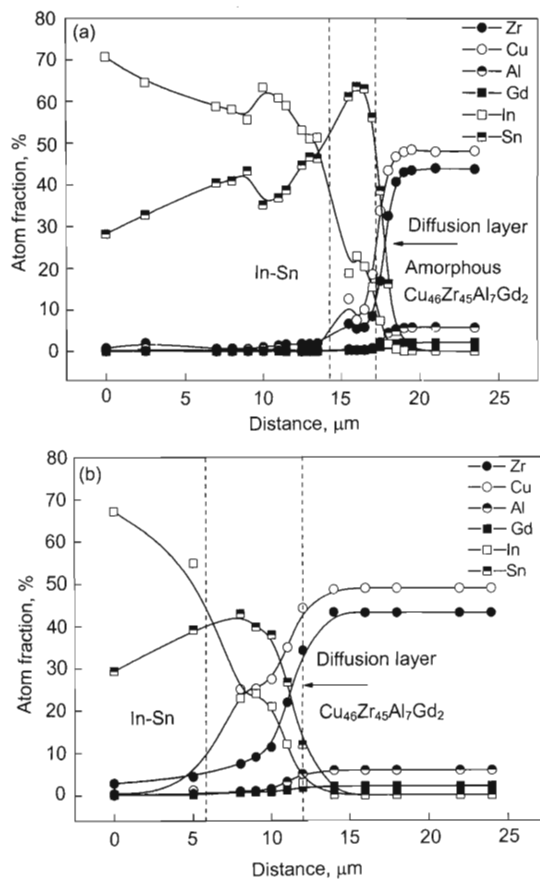 (a)
Zr
Cu
Al
Gd
In
Sn
80
70
60
50
40
30
20
10
0
Atom fraction, %
In-Sn
Diffusion layer
Amorphous
Cu₄₆Zr₄₅Al₇Gd₂
0 5 10 15 20 25
Distance, μm
(b)
Zr
Cu
Al
Gd
In
Sn
80
70
60
50
40
30
20
10
0
Atom fraction, %
In-Sn
Diffusion layer
Cu₄₆Zr₄₅Al₇Gd₂
0 5 10 15 20 25
Distance, μm